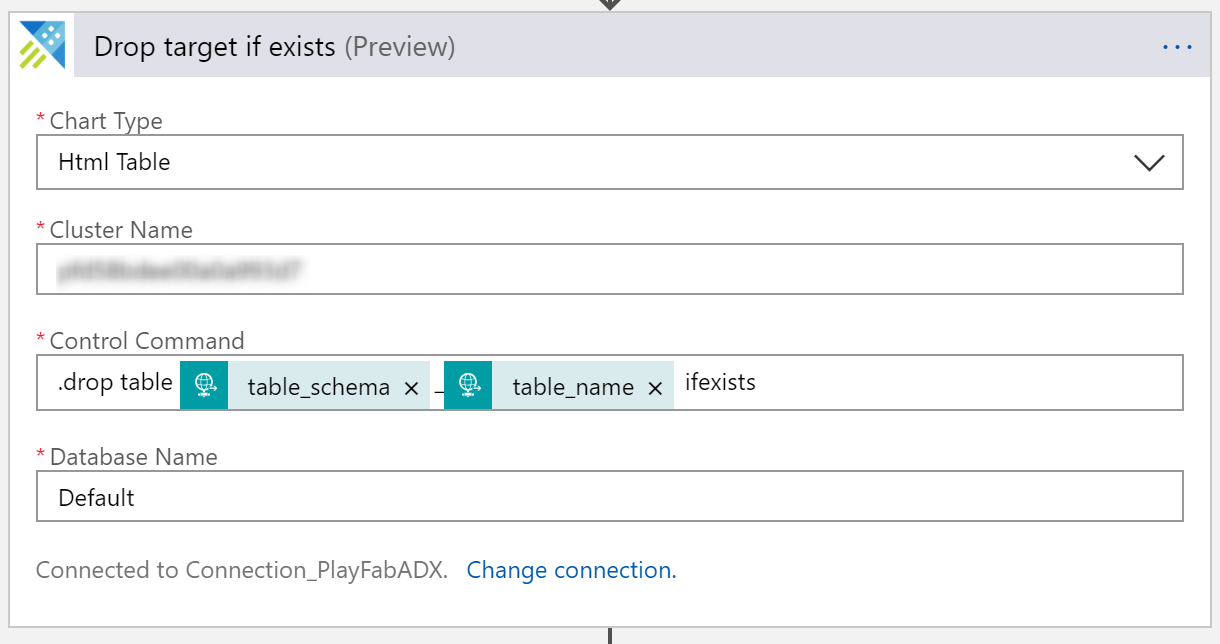 Drop target if exists (Preview)
* Chart Type
Html Table
* Cluster Name
* Control Command
.drop table table_schema × _ table_name × ifexists
* Database Name
Default
Connected to Connection_PlayFabADX. Change connection.